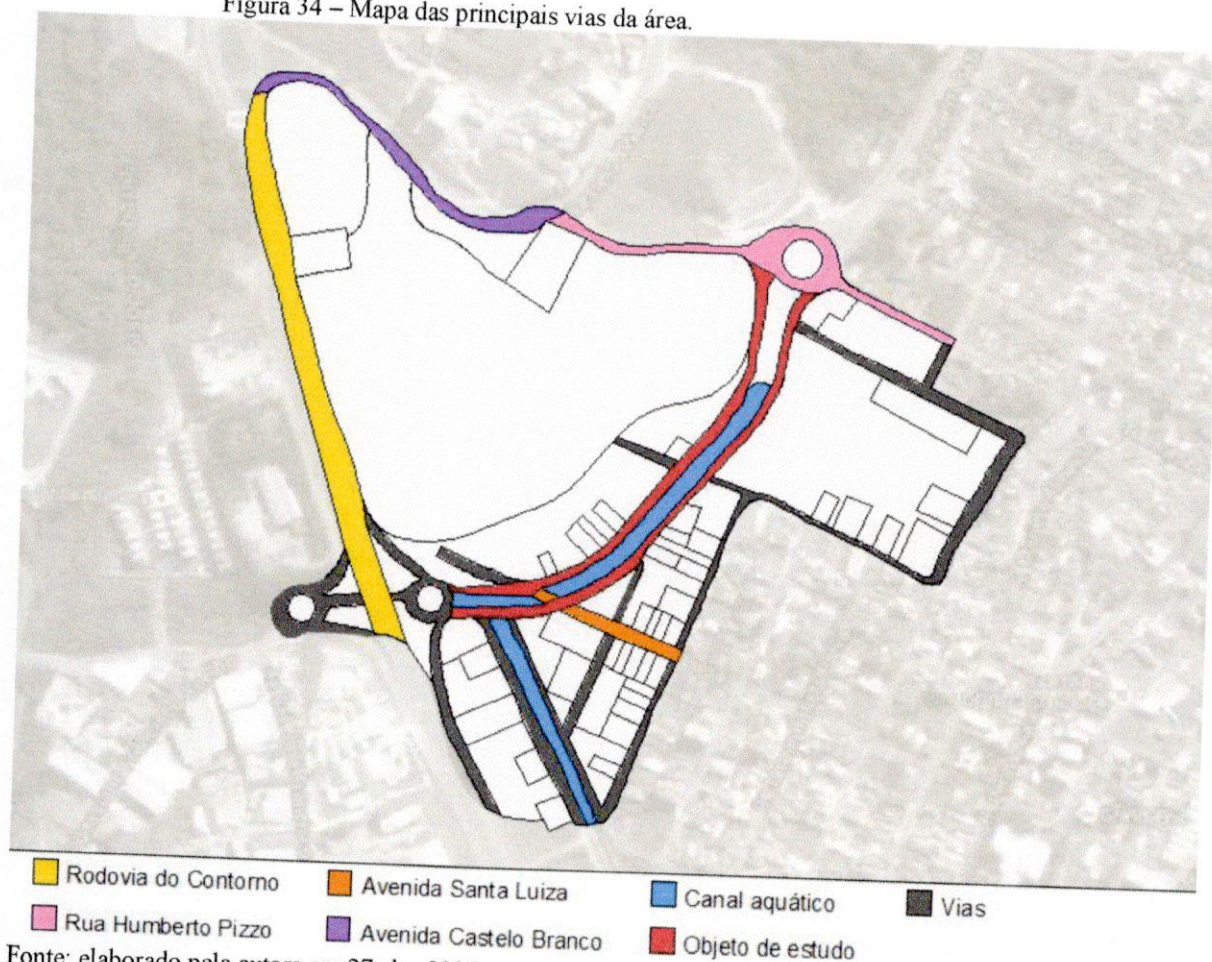 Figura 34 – Mapa das principais vias da área.
Rodovia do Contorno
Avenida Santa Luiza
Canal aquático
Vias
Rua Humberto Pizzo
Avenida Castelo Branco
Objeto de estudo
Fonte: elaborado pela autora em